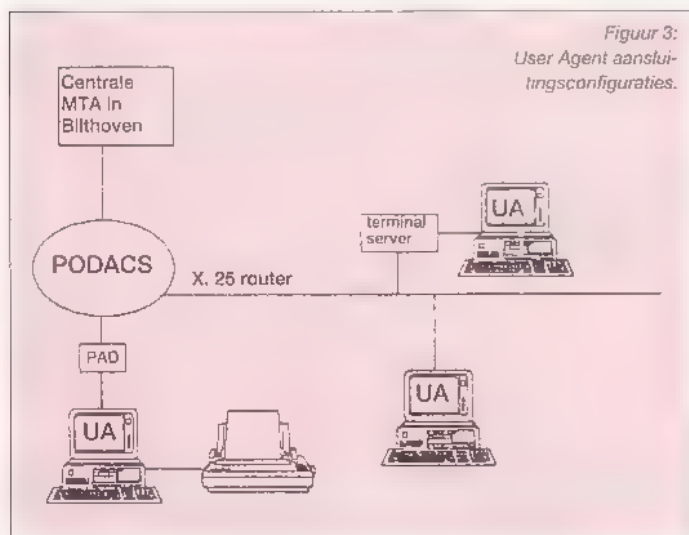 Figuur 3:
User Agent aanslui-
tingsconfiguraties.
Centrale
MTA in
Bilthoven
PODACS
X. 25 router
terminal
server
UA
PAD
UA
UA